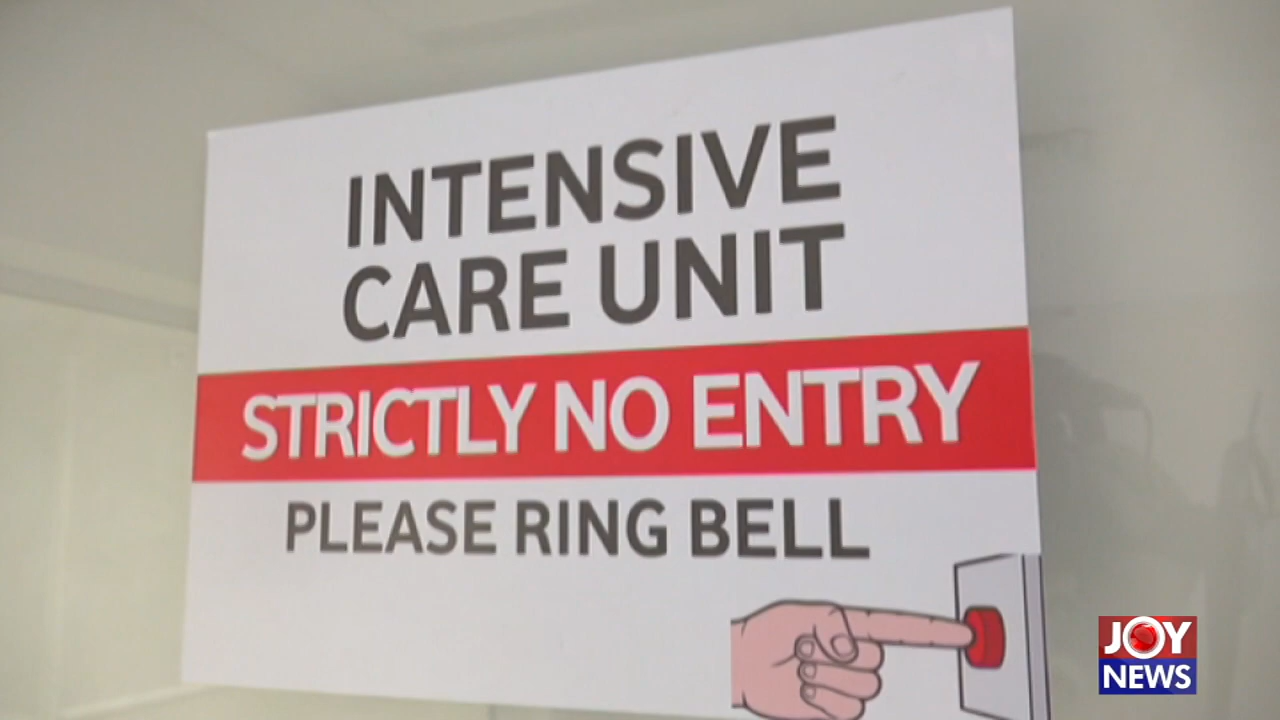 INTENSIVE
CARE UNIT
STRICTLY NO ENTRY
PLEASE RING BELL
JOY
NEWS